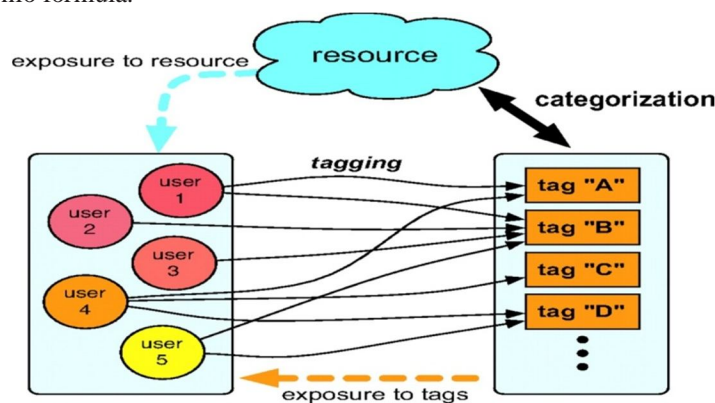 resource
exposure to resource
categorization
tagging
user
1
user
2
user
3
user
4
user
5
tag "A"
tag "B"
tag "C"
tag "D"
exposure to tags